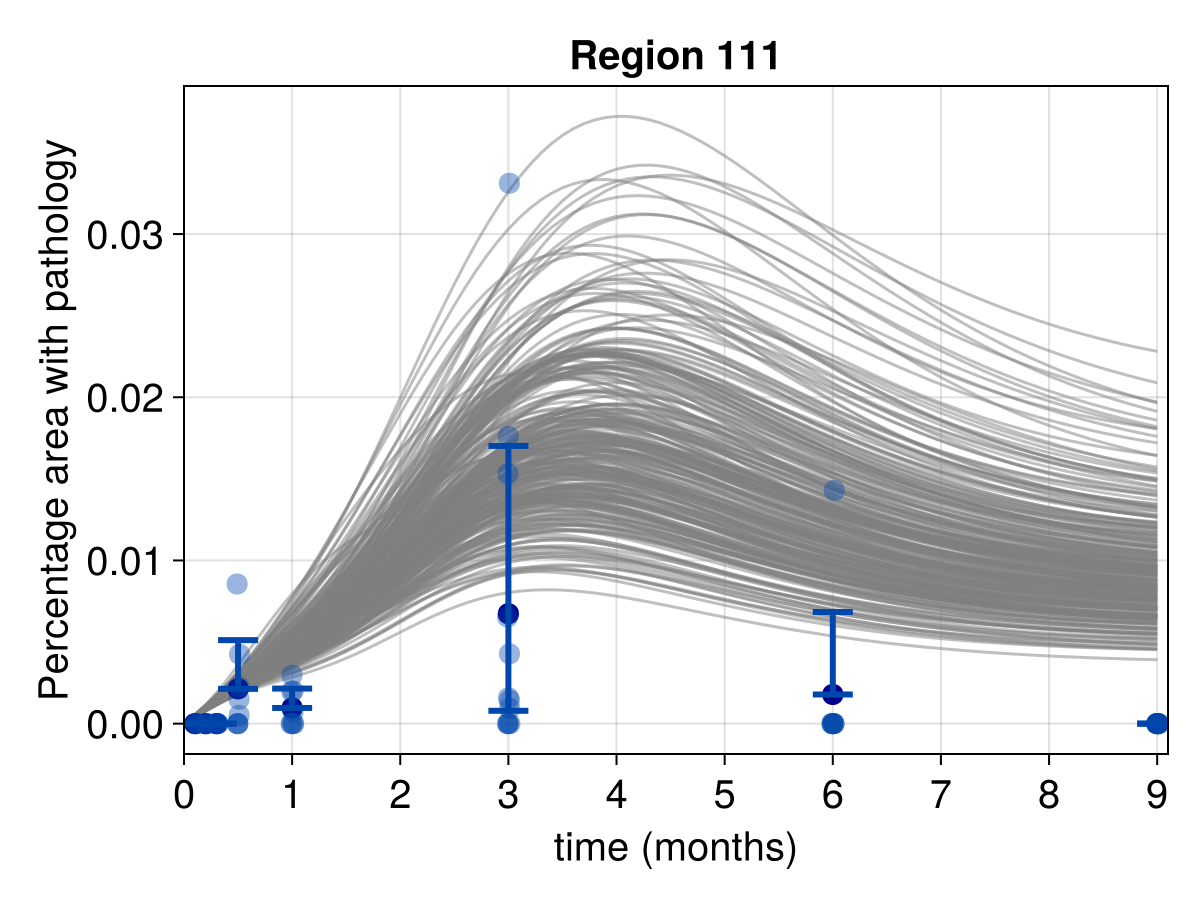 Region 111
Percentage area with pathology
0.03
0.02
0.01
0.00
0 1 2 3 4 5 6 7 8 9
time (months)